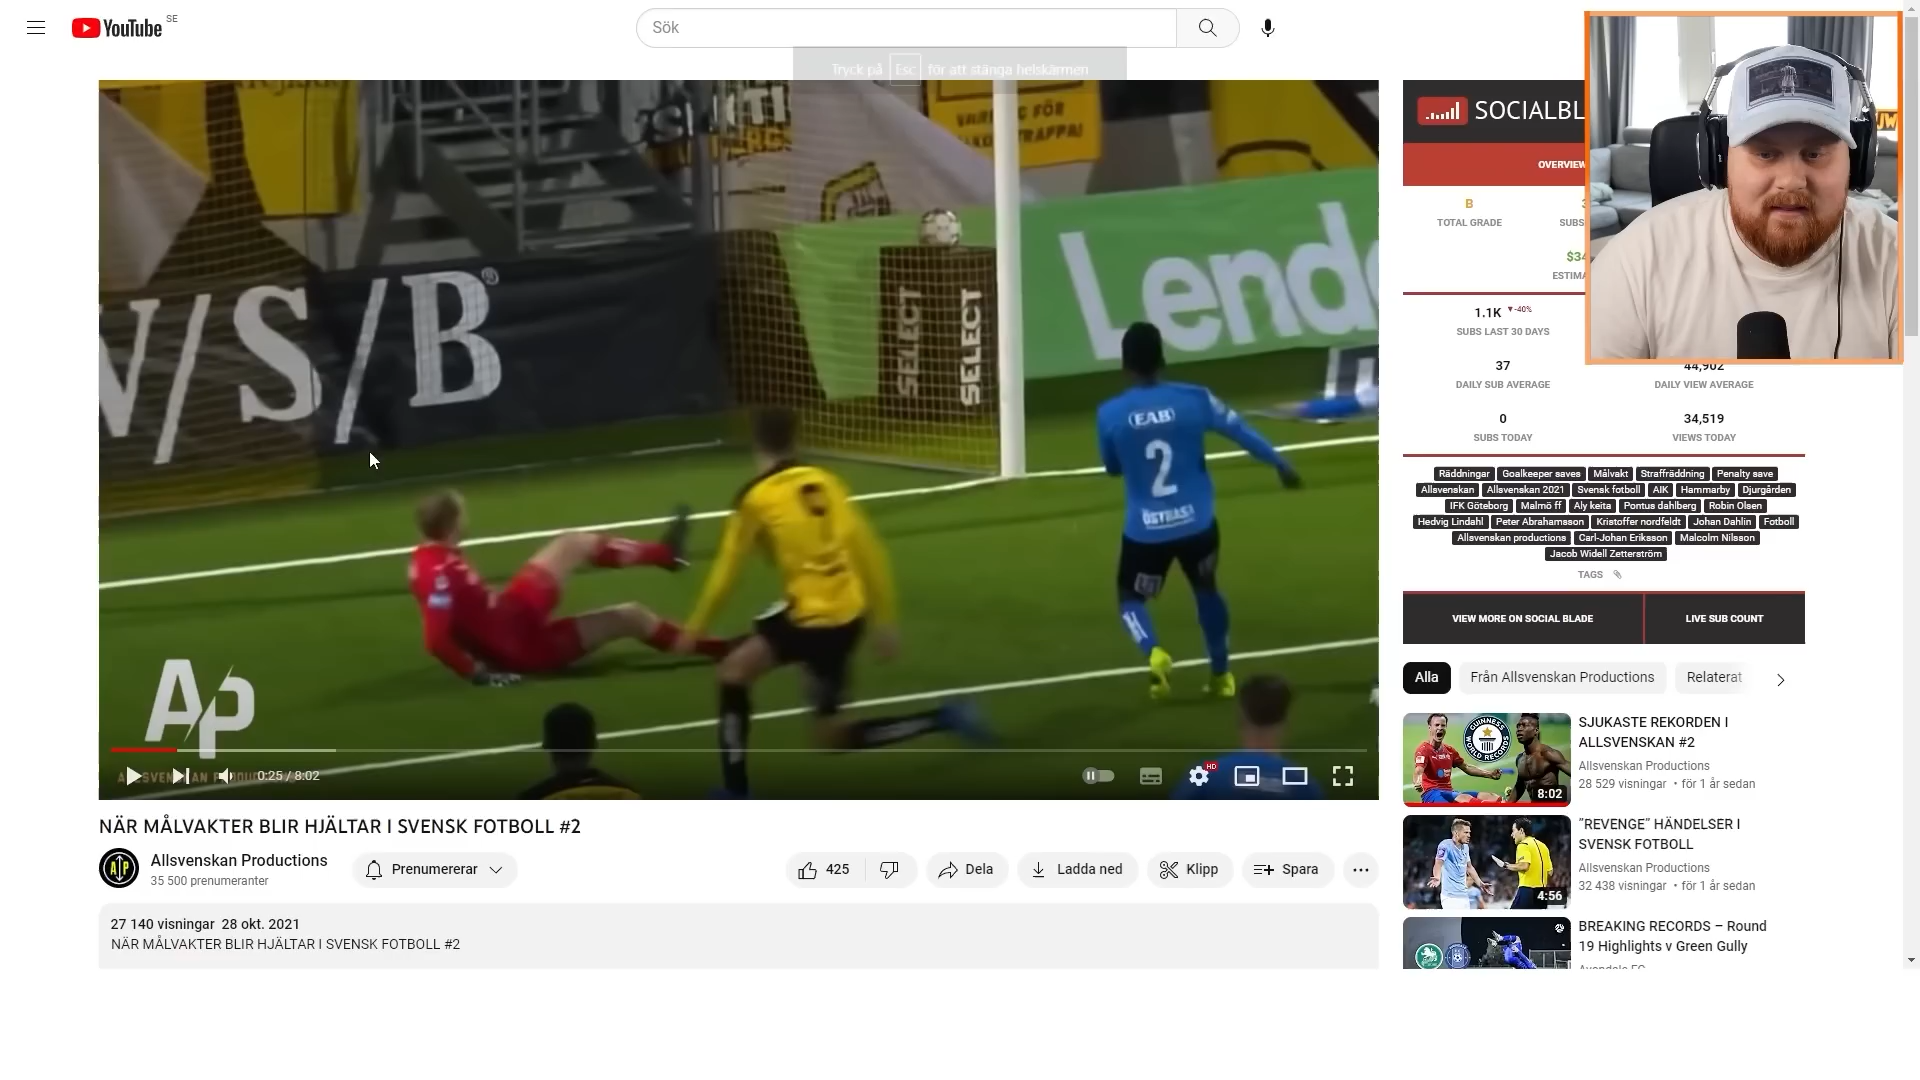 YouTube SE
Sök
Tryck på Esc för att stänga helskärmen
SOCIALBL
OVERVIEW
B
TOTAL GRADE
SUBS
$34
ESTIMA
1.1K ▼-40%
SUBS LAST 30 DAYS
37
DAILY SUB AVERAGE
44,902
DAILY VIEW AVERAGE
0
SUBS TODAY
34,519
VIEWS TODAY
Räddningar Goalkeeper saves Målvakt Straffräddning Penalty save
Allsvenskan Allsvenskan 2021 Svensk fotboll AIK Hammarby Djurgården
IFK Göteborg Malmö ff Aly keita Pontus dahlberg Robin Olsen
Hedvig Lindahl Peter Abrahamsson Kristoffer nordfeldt Johan Dahlin Fotboll
Allsvenskan productions Carl-Johan Eriksson Malcolm Nilsson
Jacob Widell Zetterström
TAGS
VIEW MORE ON SOCIAL BLADE
LIVE SUB COUNT
W/S/B®
SELECT
SELECT
Lend
EAB
2
ÖSTRAS!
AP
0:25 / 8:02
HD
NÄR MÅLVAKTER BLIR HJÄLTAR I SVENSK FOTBOLL #2
AP
Allsvenskan Productions
35 500 prenumeranter
Prenumererar
425
Dela
Ladda ned
Klipp
Spara
27 140 visningar 28 okt. 2021
NÄR MÅLVAKTER BLIR HJÄLTAR I SVENSK FOTBOLL #2
Alla
Från Allsvenskan Productions
Relaterat
8:02
SJUKASTE REKORDEN I
ALLSVENSKAN #2
Allsvenskan Productions
28 529 visningar • för 1 år sedan
4:56
"REVENGE" HÄNDELSER I
SVENSK FOTBOLL
Allsvenskan Productions
32 438 visningar • för 1 år sedan
BREAKING RECORDS – Round
19 Highlights v Green Gully